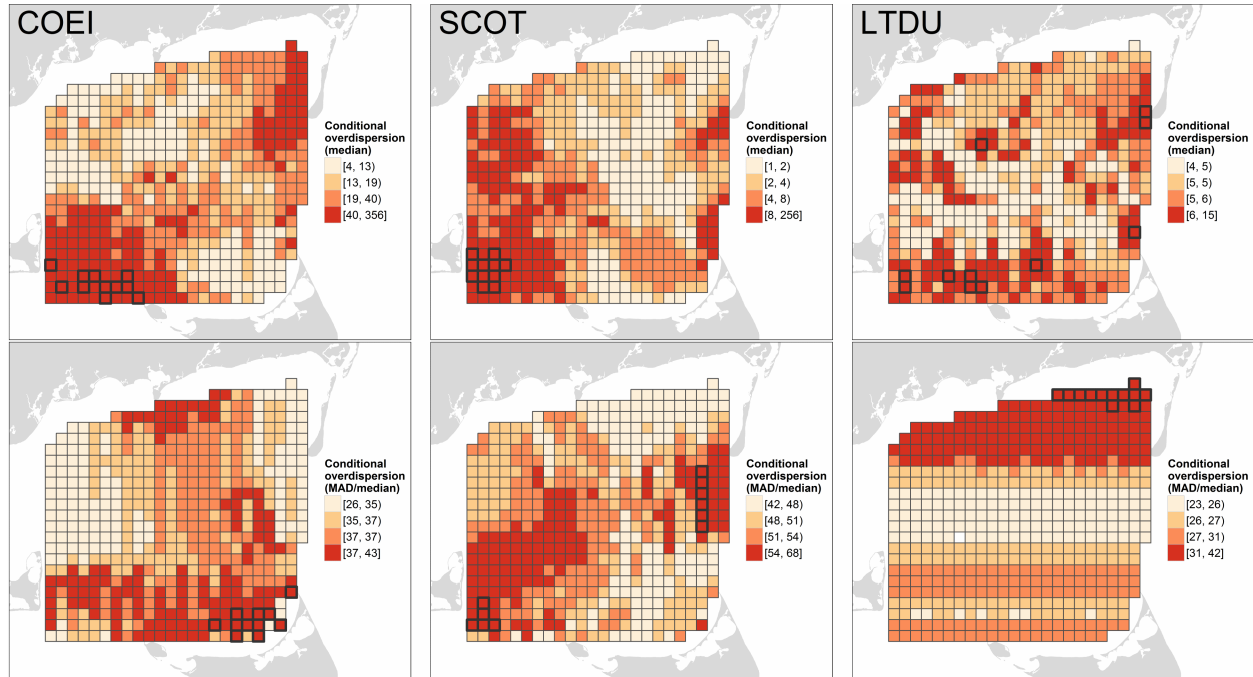 COEI
Conditional
overdispersion
(median)
[4, 13)
[13, 19)
[19, 40)
[40, 356]
SCOT
Conditional
overdispersion
(median)
[1, 2)
[2, 4)
[4, 8)
[8, 256]
LTDU
Conditional
overdispersion
(median)
[4, 5)
[5, 5)
[5, 6)
[6, 15]
Conditional
overdispersion
(MAD/median)
[26, 35)
[35, 37)
[37, 37)
[37, 43]
Conditional
overdispersion
(MAD/median)
[42, 48)
[48, 51)
[51, 54)
[54, 68]
Conditional
overdispersion
(MAD/median)
[23, 26)
[26, 27)
[27, 31)
[31, 42]